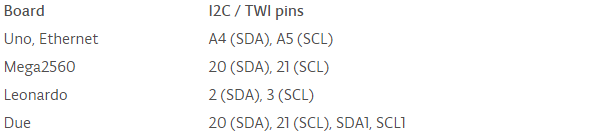 Board I2C / TWI pins
Uno, Ethernet A4 (SDA), A5 (SCL)
Mega2560 20 (SDA), 21 (SCL)
Leonardo 2 (SDA), 3 (SCL)
Due 20 (SDA), 21 (SCL), SDA1, SCL1